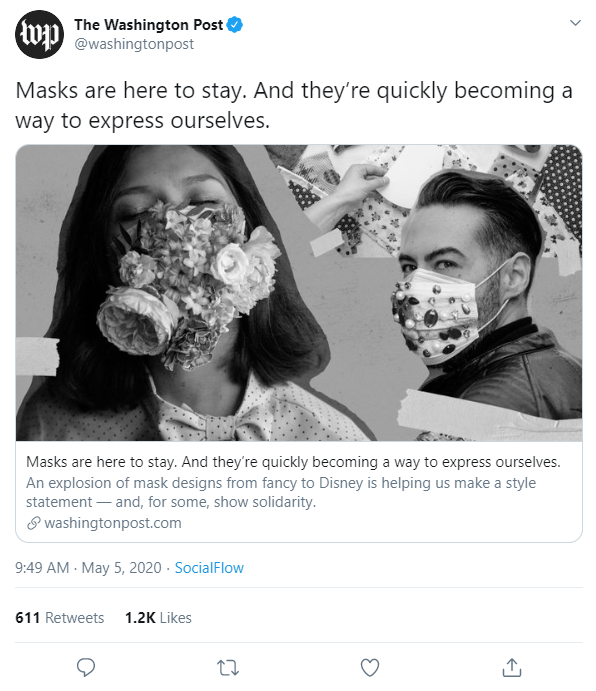 The Washington Post
@washingtonpost
Masks are here to stay. And they’re quickly becoming a
way to express ourselves.
Masks are here to stay. And they’re quickly becoming a way to express ourselves.
An explosion of mask designs from fancy to Disney is helping us make a style
statement — and, for some, show solidarity.
washingtonpost.com
9:49 AM · May 5, 2020 · SocialFlow
611 Retweets 1.2K Likes